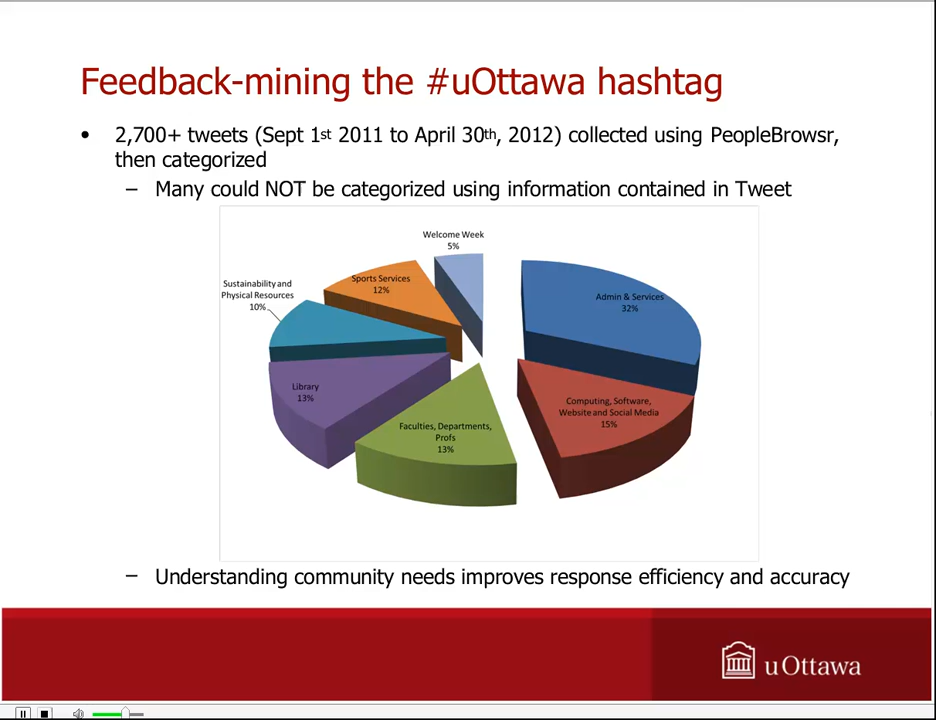 Feedback-mining the #uOttawa hashtag
• 2,700+ tweets (Sept 1st 2011 to April 30th, 2012) collected using PeopleBrowsr,
then categorized
– Many could NOT be categorized using information contained in Tweet
Welcome Week
5%
Sports Services
12%
Sustainability and
Physical Resources
10%
Admin & Services
32%
Library
13%
Computing, Software,
Website and Social Media
15%
Faculties, Departments,
Profs
13%
– Understanding community needs improves response efficiency and accuracy
uOttawa